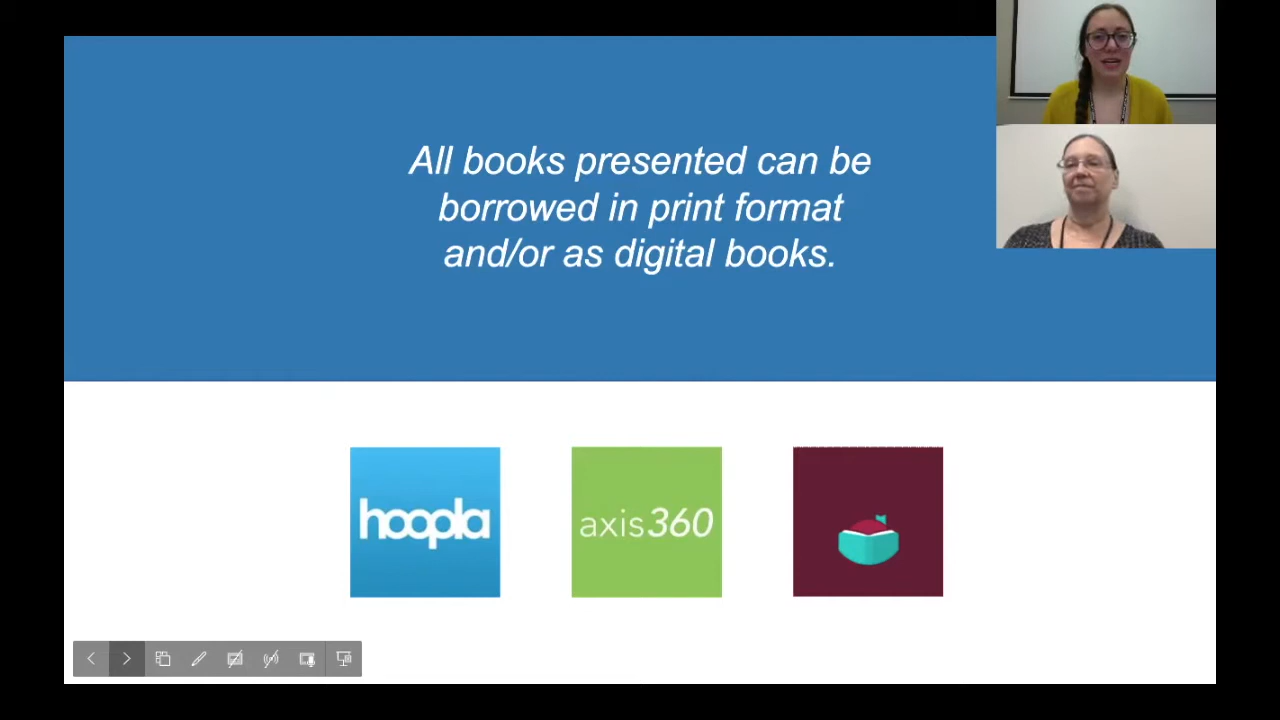 All books presented can be
borrowed in print format
and/or as digital books.
hoopla
axis360